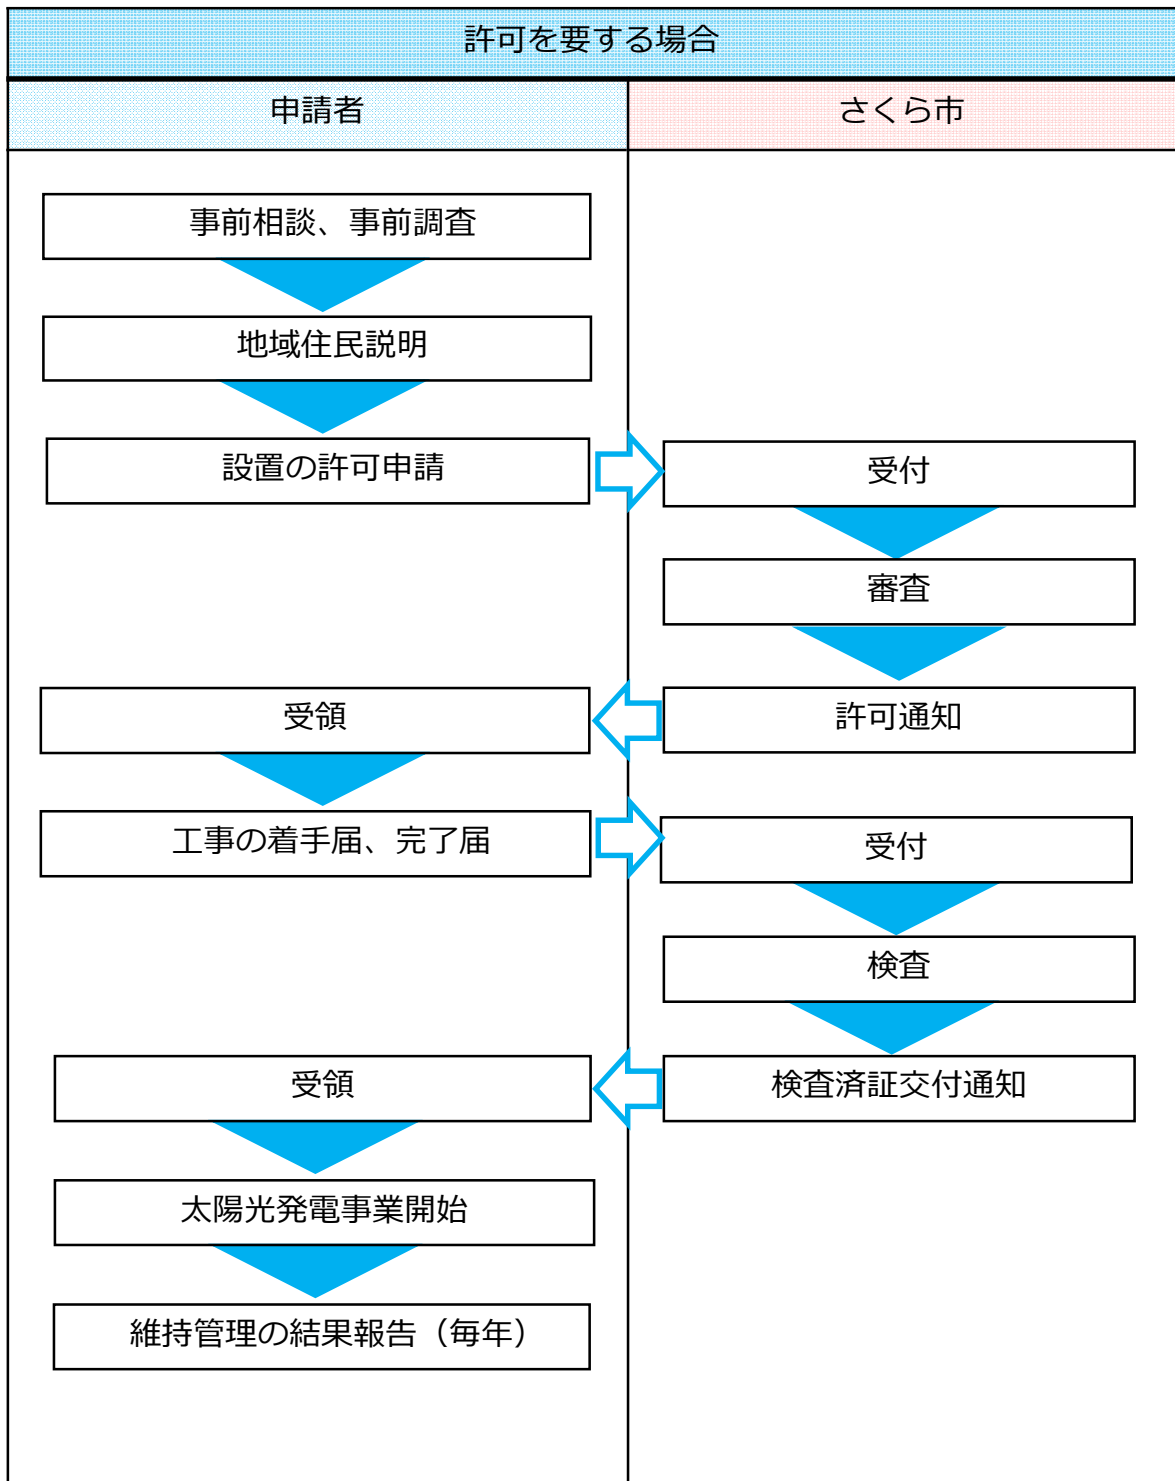 許可を要する場合
申請者
さくら市
事前相談、事前調査
地域住民説明
設置の許可申請
受付
審査
許可通知
受領
工事の着手届、完了届
受付
検査
検査済証交付通知
受領
太陽光発電事業開始
維持管理の結果報告（毎年）